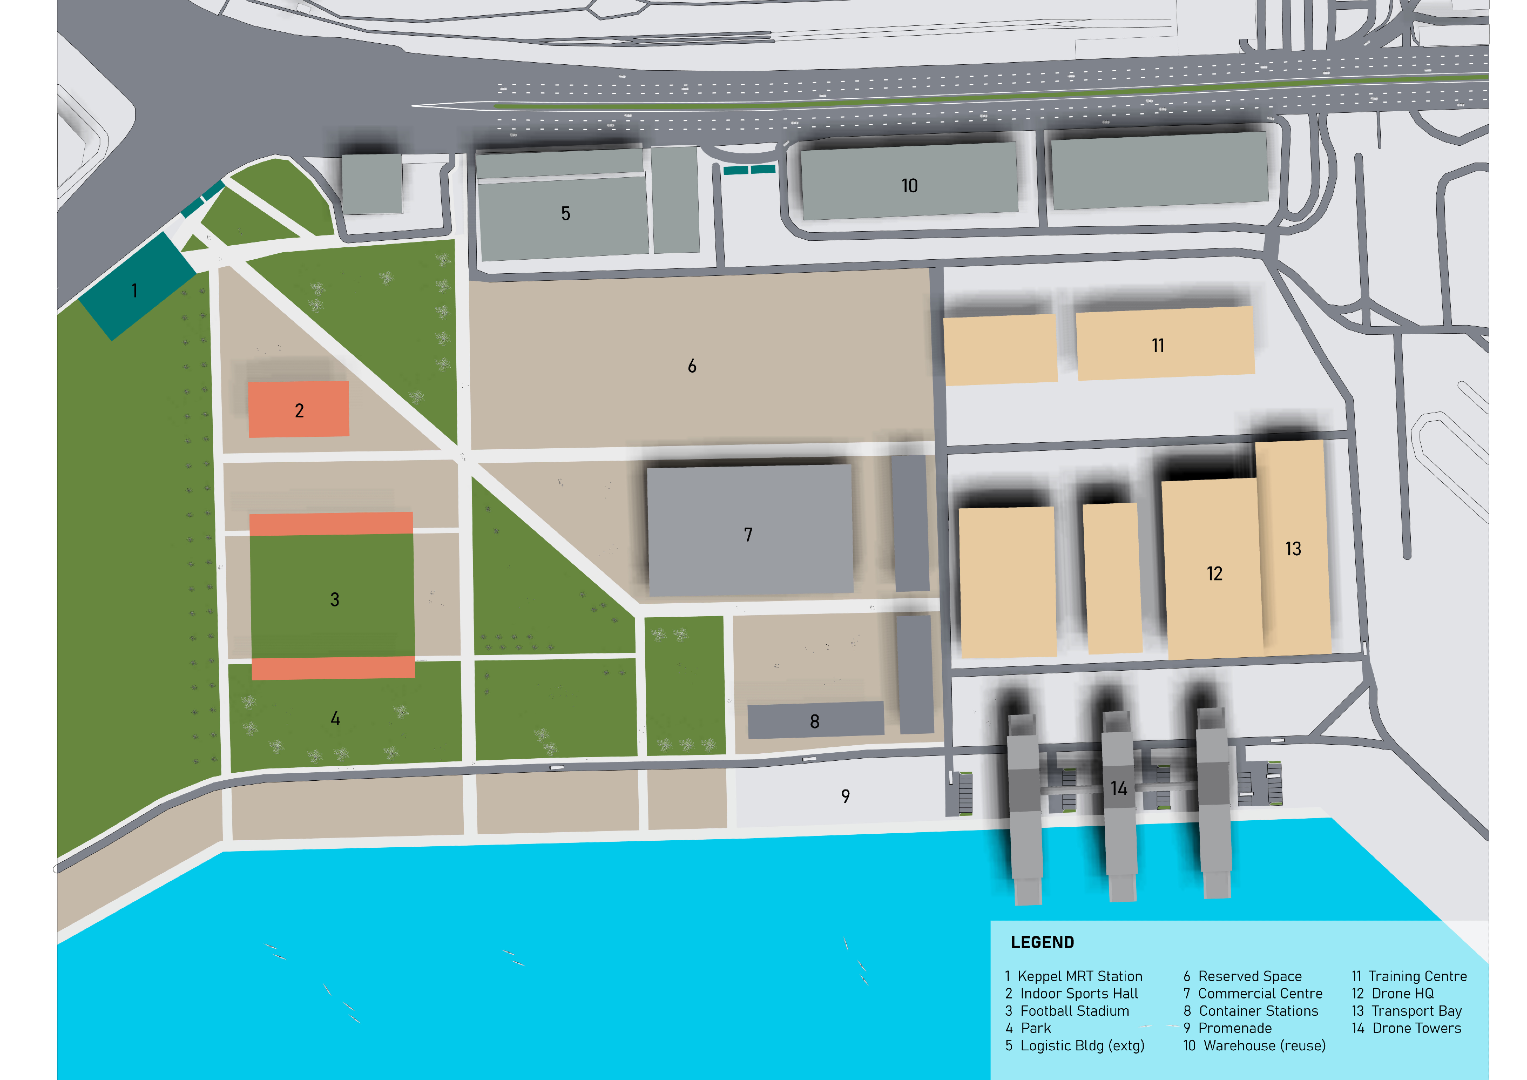 10
5
1
11
6
2
7
13
12
3
4
8
14
9
LEGEND
1 Keppel MRT Station
2 Indoor Sports Hall
3 Football Stadium
4 Park
5 Logistic Bldg (extg)
6 Reserved Space
7 Commercial Centre
8 Container Stations
9 Promenade
10 Warehouse (reuse)
11 Training Centre
12 Drone HQ
13 Transport Bay
14 Drone Towers